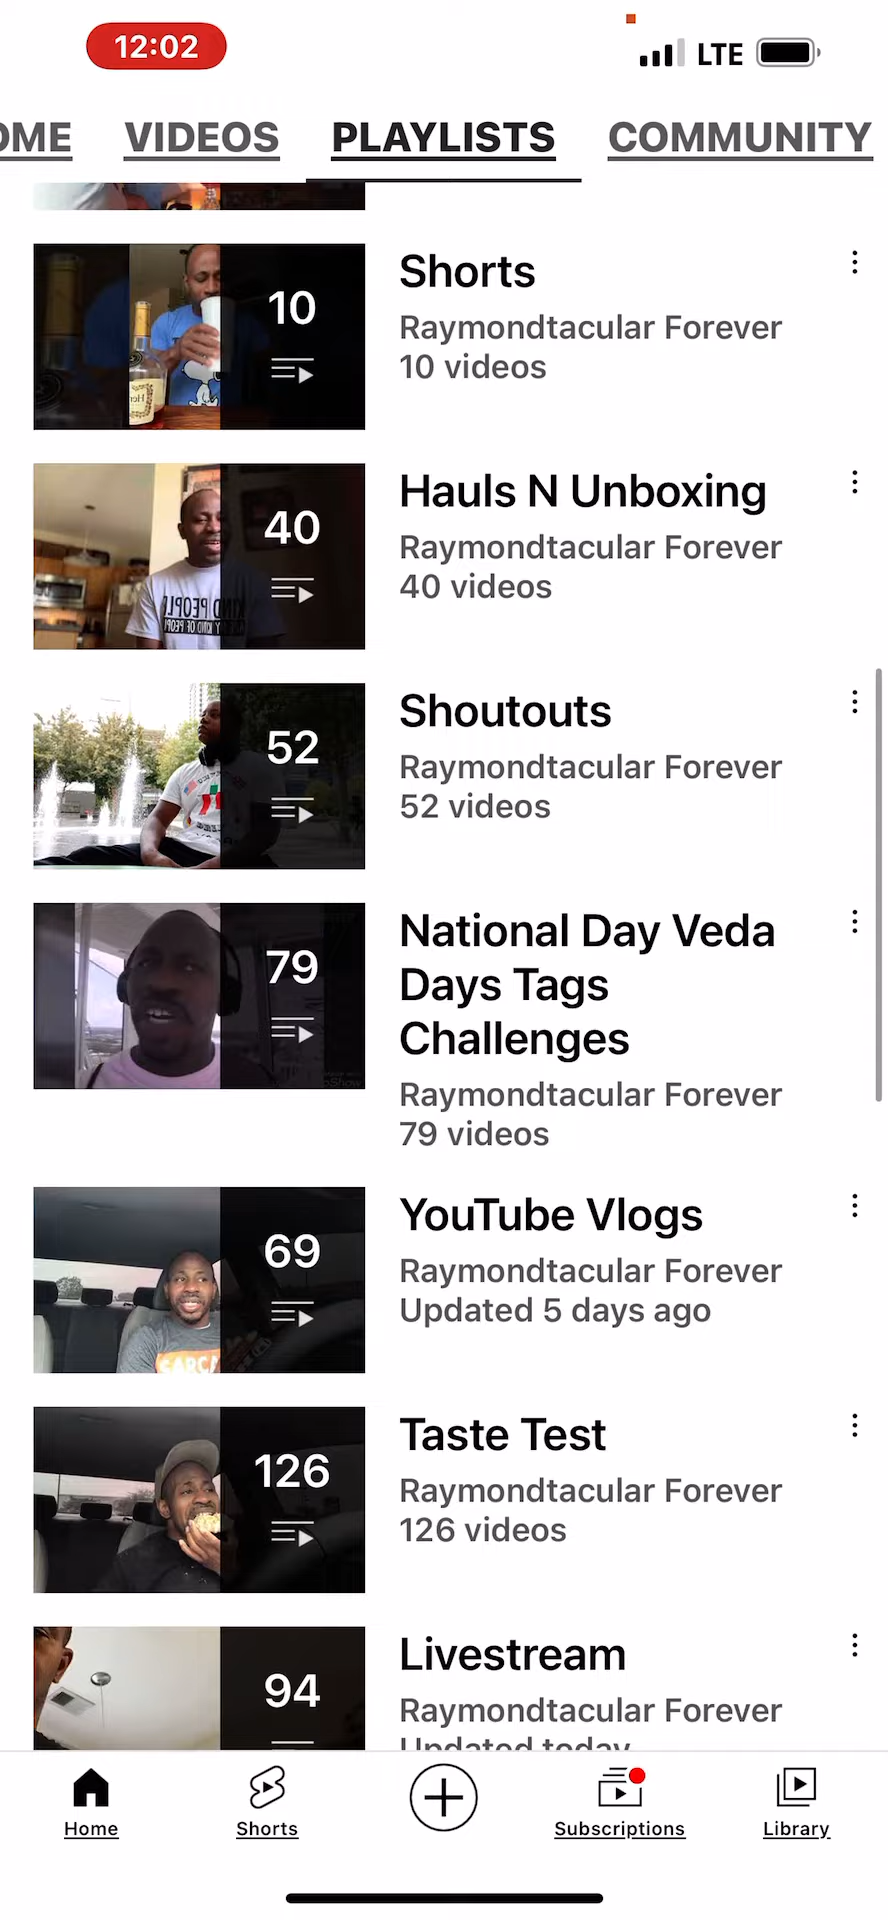 12:02
LTE
OME VIDEOS PLAYLISTS COMMUNITY
10
Shorts
Raymondtacular Forever
10 videos
40
Hauls N Unboxing
Raymondtacular Forever
40 videos
52
Shoutouts
Raymondtacular Forever
52 videos
79
National Day Veda
Days Tags
Challenges
Raymondtacular Forever
79 videos
69
YouTube Vlogs
Raymondtacular Forever
Updated 5 days ago
126
Taste Test
Raymondtacular Forever
126 videos
94
Livestream
Raymondtacular Forever
Updated today
Home
Shorts
Subscriptions
Library